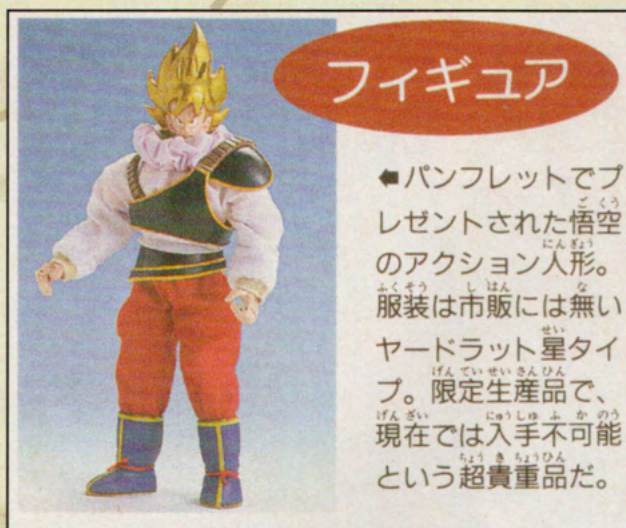 フィギュア
⬅パンフレットでプ
レゼントされた悟空
のアクション人形。
服装は市販には無い
ヤードラット星タイ
プ。限定生産品で、
現在では入手不可能
という超貴重品だ。